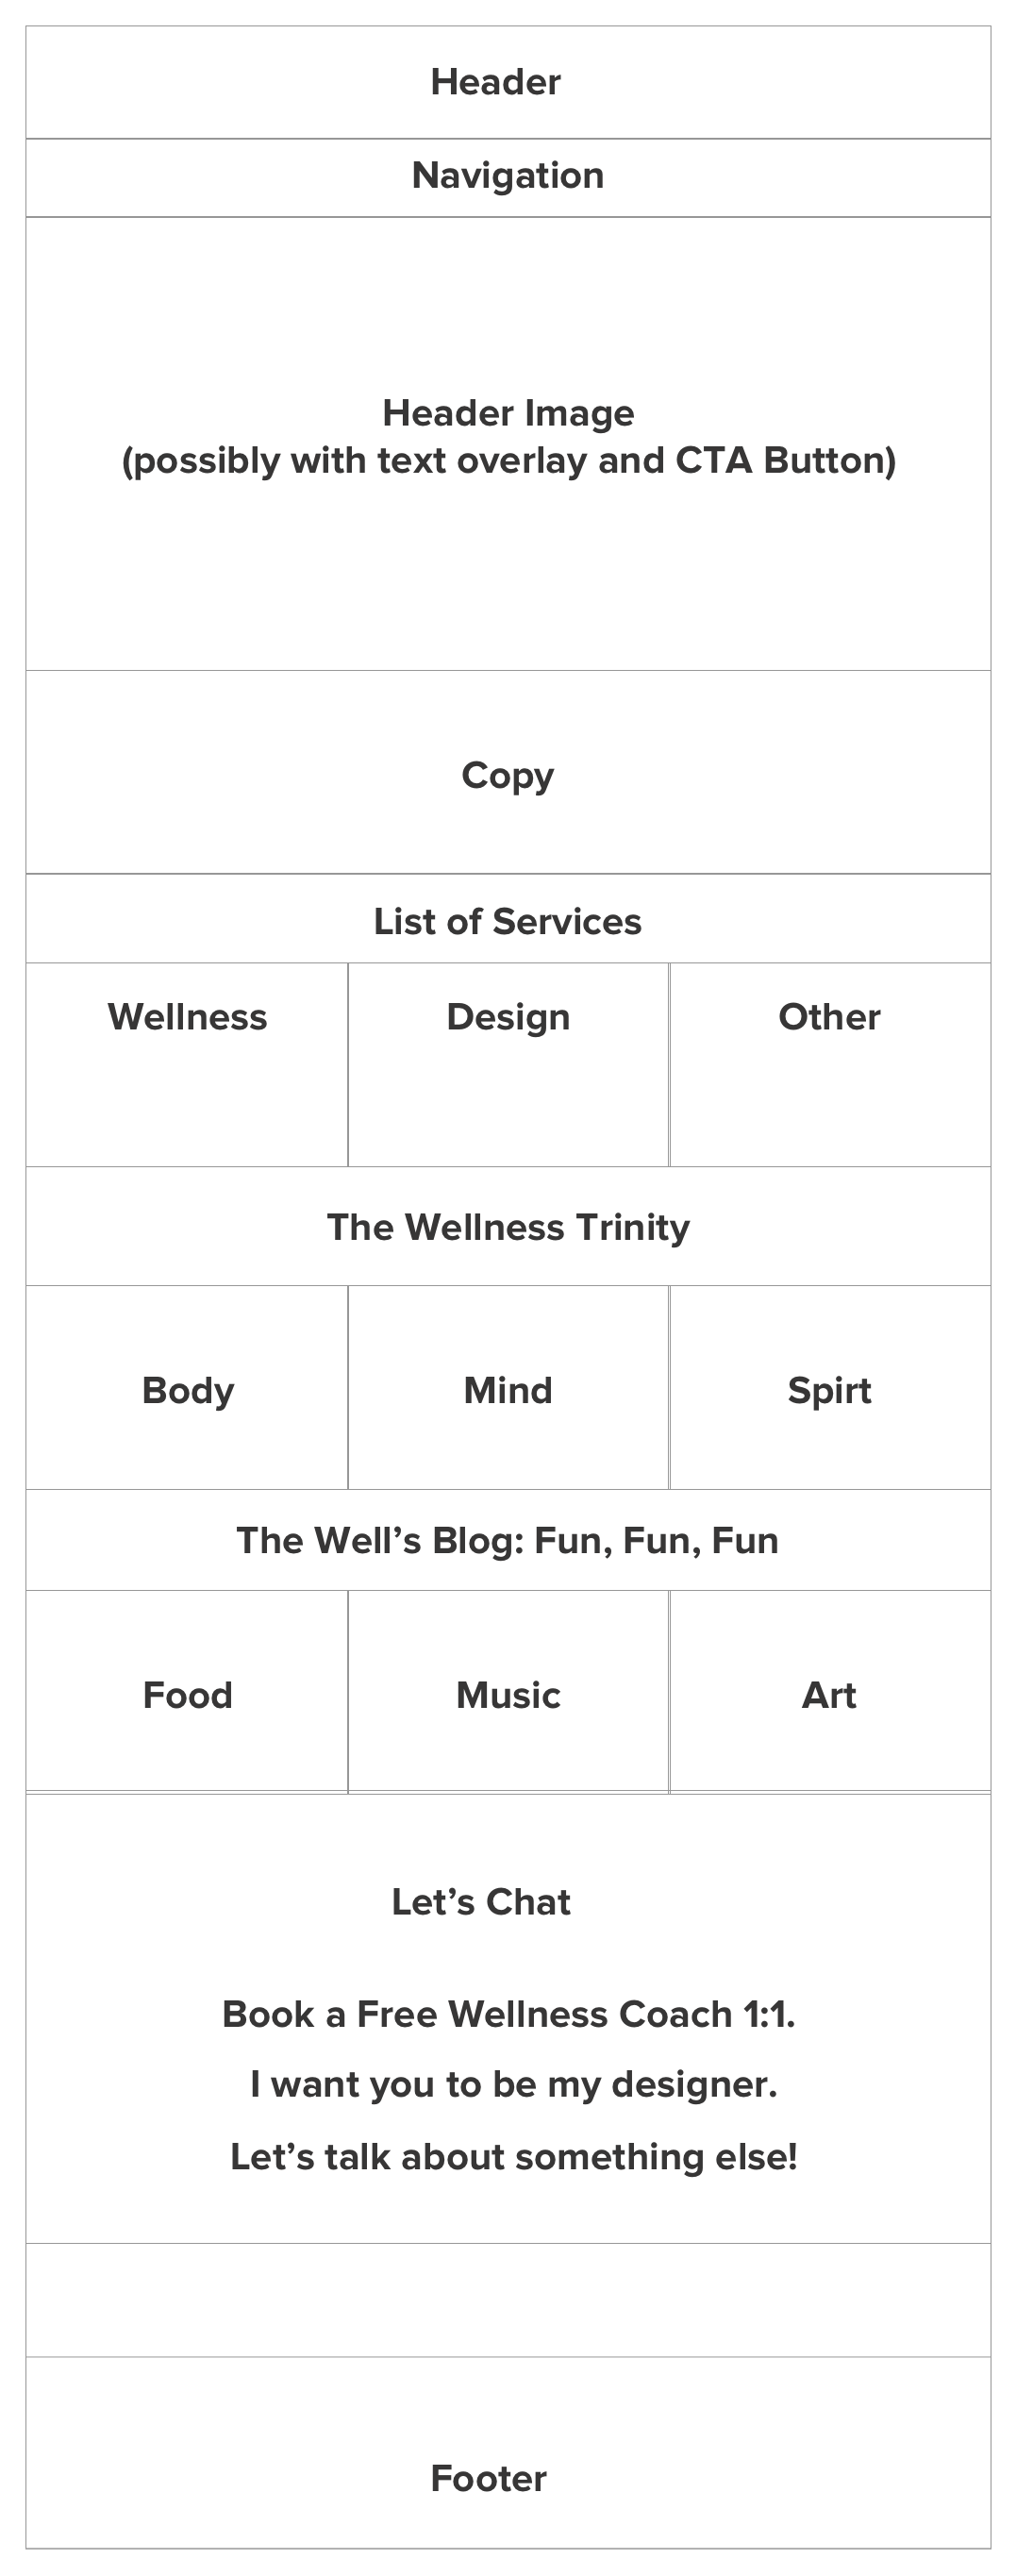 Header
Navigation
Header Image
(possibly with text overlay and CTA Button)
Copy
List of Services
Wellness
Design
Other
The Wellness Trinity
Body
Mind
Spirt
The Well’s Blog: Fun, Fun, Fun
Food
Music
Art
Let’s Chat
Book a Free Wellness Coach 1:1.
I want you to be my designer.
Let’s talk about something else!
Footer